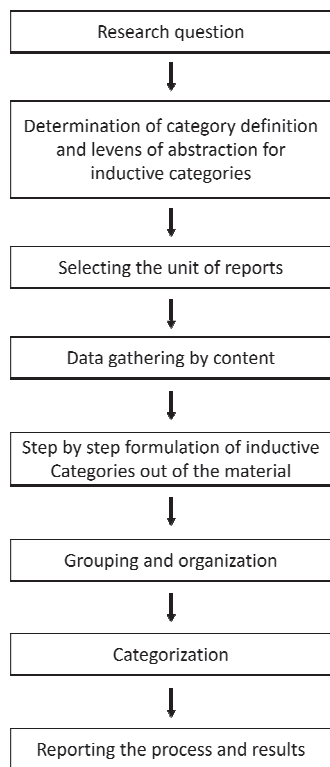 Research question
Determination of category definition
and levens of abstraction for
inductive categories
Selecting the unit of reports
Data gathering by content
Step by step formulation of inductive
Categories out of the material
Grouping and organization
Categorization
Reporting the process and results